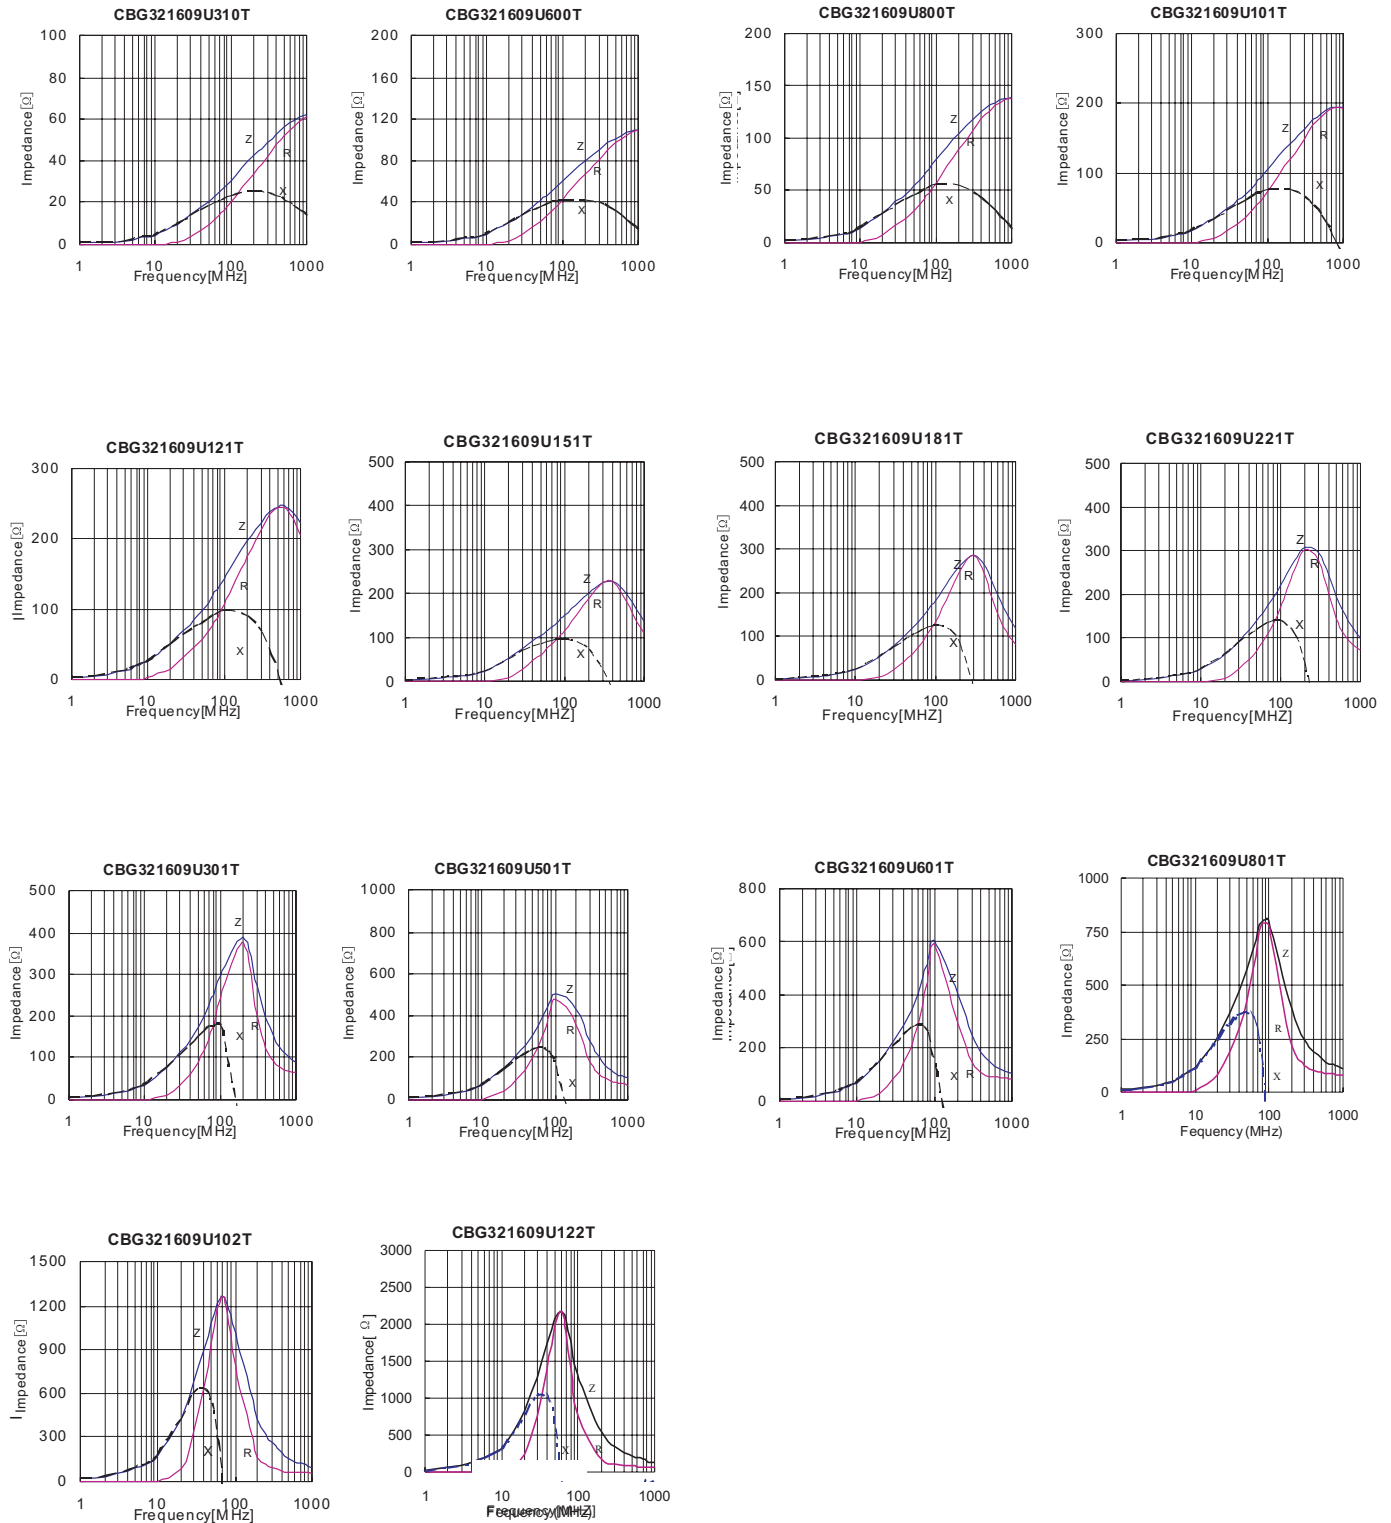 CBG321609U310T
Impedance[Ω]
100
80
60
40
20
0
Z
R
X
1 10 100 1000
Frequency[MHz]
CBG321609U600T
Impedance[Ω]
200
160
120
80
40
0
Z
R
X
1 10 100 1000
Frequency[MHz]
CBG321609U800T
Impedance[Ω]
200
150
100
50
0
Z
R
X
1 10 100 1000
Frequency[MHz]
CBG321609U101T
Impedance[Ω]
300
200
100
0
Z
R
X
1 10 100 1000
Frequency[MHz]
CBG321609U121T
Impedance[Ω]
300
200
100
0
Z
R
X
1 10 100 1000
Frequency[MHz]
CBG321609U151T
Impedance[Ω]
500
400
300
200
100
0
Z
R
X
1 10 100 1000
Frequency[MHZ]
CBG321609U181T
Impedance[Ω]
500
400
300
200
100
0
Z
R
X
1 10 100 1000
Frequency[MHZ]
CBG321609U221T
Impedance[Ω]
500
400
300
200
100
0
Z
R
X
1 10 100 1000
Frequency[MHZ]
CBG321609U301T
Impedance[Ω]
500
400
300
200
100
0
Z
X
R
1 10 100 1000
Frequency[MHz]
CBG321609U501T
Impedance[Ω]
1000
800
600
400
200
0
Z
R
X
1 10 100 1000
Frequency[MHz]
CBG321609U601T
Impedance[Ω]
800
600
400
200
0
Z
X R
1 10 100 1000
Frequency[MHz]
CBG321609U801T
Impedance[Ω]
1000
750
500
250
0
Z
R
X
1 10 100 1000
Fequency(MHz)
CBG321609U102T
Impedance[Ω]
1500
1200
900
600
300
0
Z
X R
1 10 100 1000
Frequency[MHz]
CBG321609U122T
Impedance[ Ω ]
3000
2500
2000
1500
1000
500
0
Z
X R
1 10 100 1000